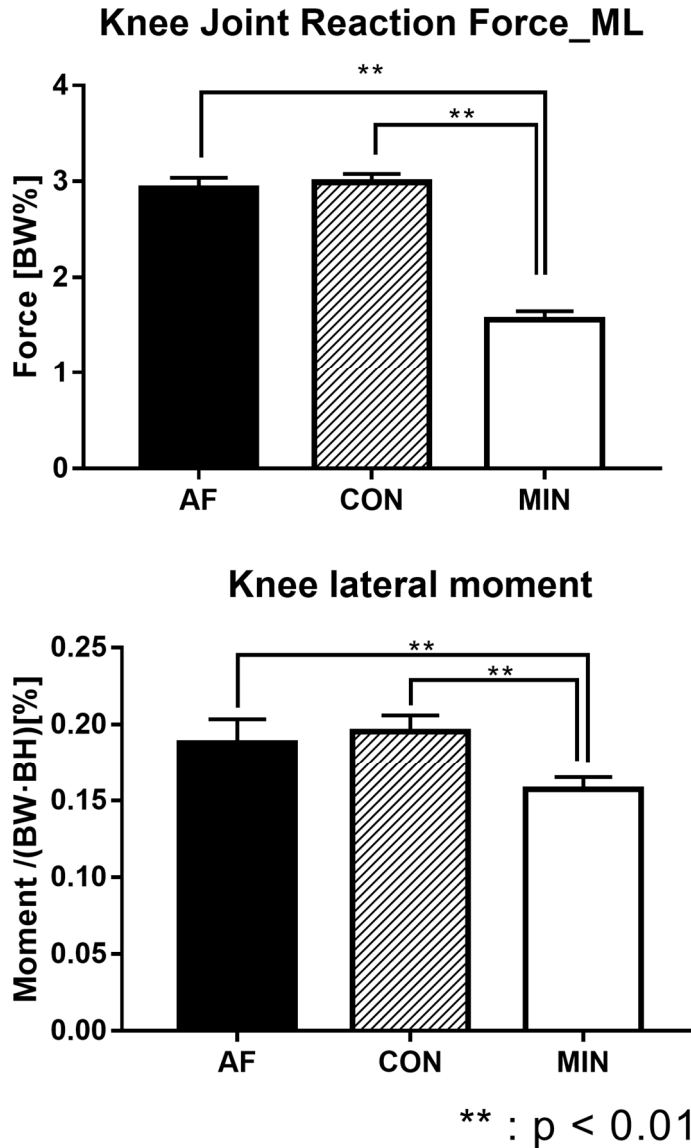 Knee Joint Reaction Force_ML
**
**
4
3
2
1
0
Force [BW%]
AF CON MIN
Knee lateral moment
**
**
0.25
0.20
0.15
0.10
0.05
0.00
Moment /(BW·BH)[%]
AF CON MIN
** : p < 0.01